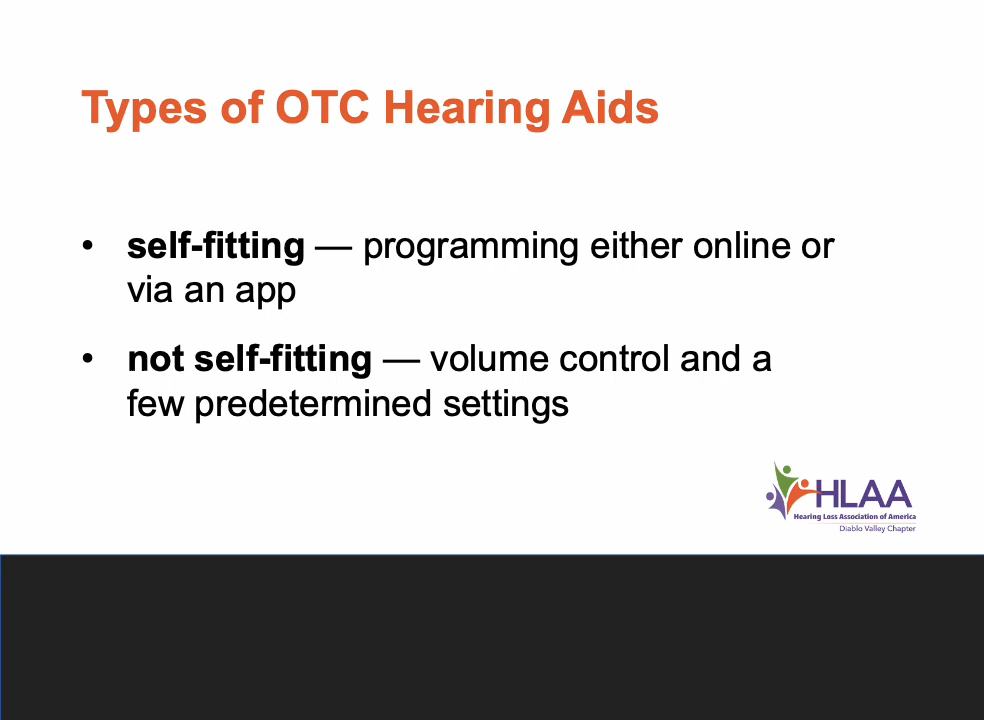 Types of OTC Hearing Aids
• self-fitting — programming either online or
via an app
• not self-fitting — volume control and a
few predetermined settings
HLAA
Hearing Loss Association of America
Diablo Valley Chapter